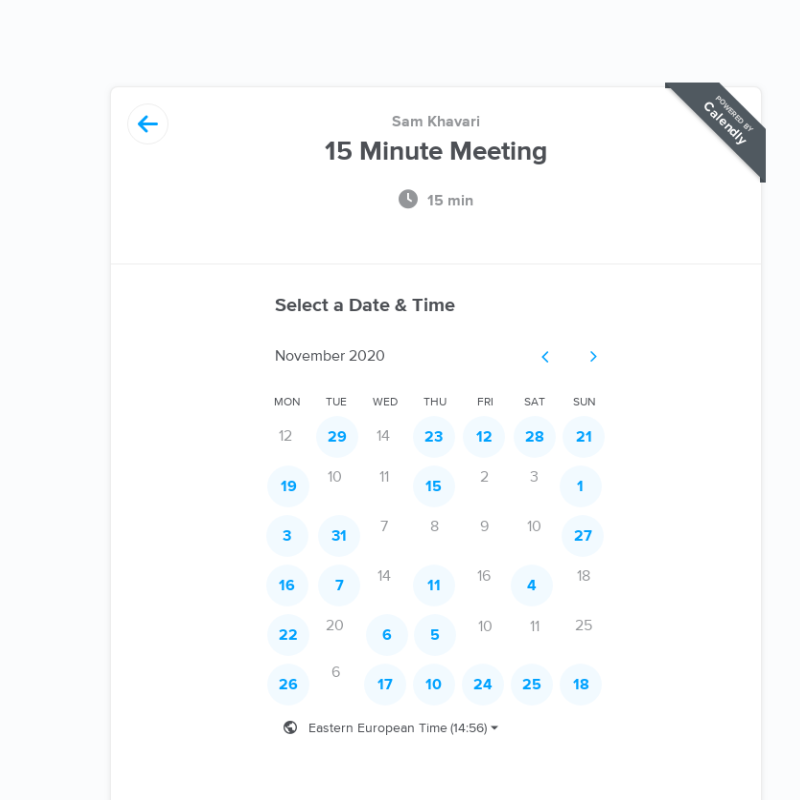 Sam Khavari
POWERED BY
Calendly
15 Minute Meeting
15 min
Select a Date & Time
November 2020
MON TUE WED THU FRI SAT SUN
12 29 14 23 12 28 21
19 10 11 15 2 3 1
3 31 7 8 9 10 27
16 7 14 11 16 4 18
22 20 6 5 10 11 25
26 6 17 10 24 25 18
Eastern European Time (14:56)